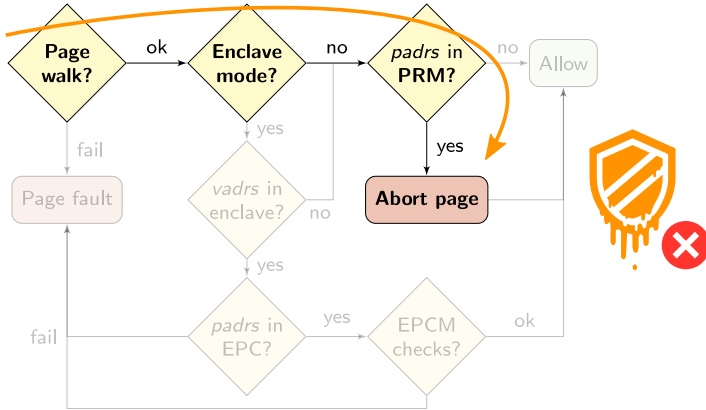 Page
walk?
ok
Enclave
mode?
no
padrs in
PRM?
no
Allow
fail
yes
yes
Page fault
vadrs in
enclave?
no
Abort page
yes
fail
padrs in
EPC?
yes
EPCM
checks?
ok